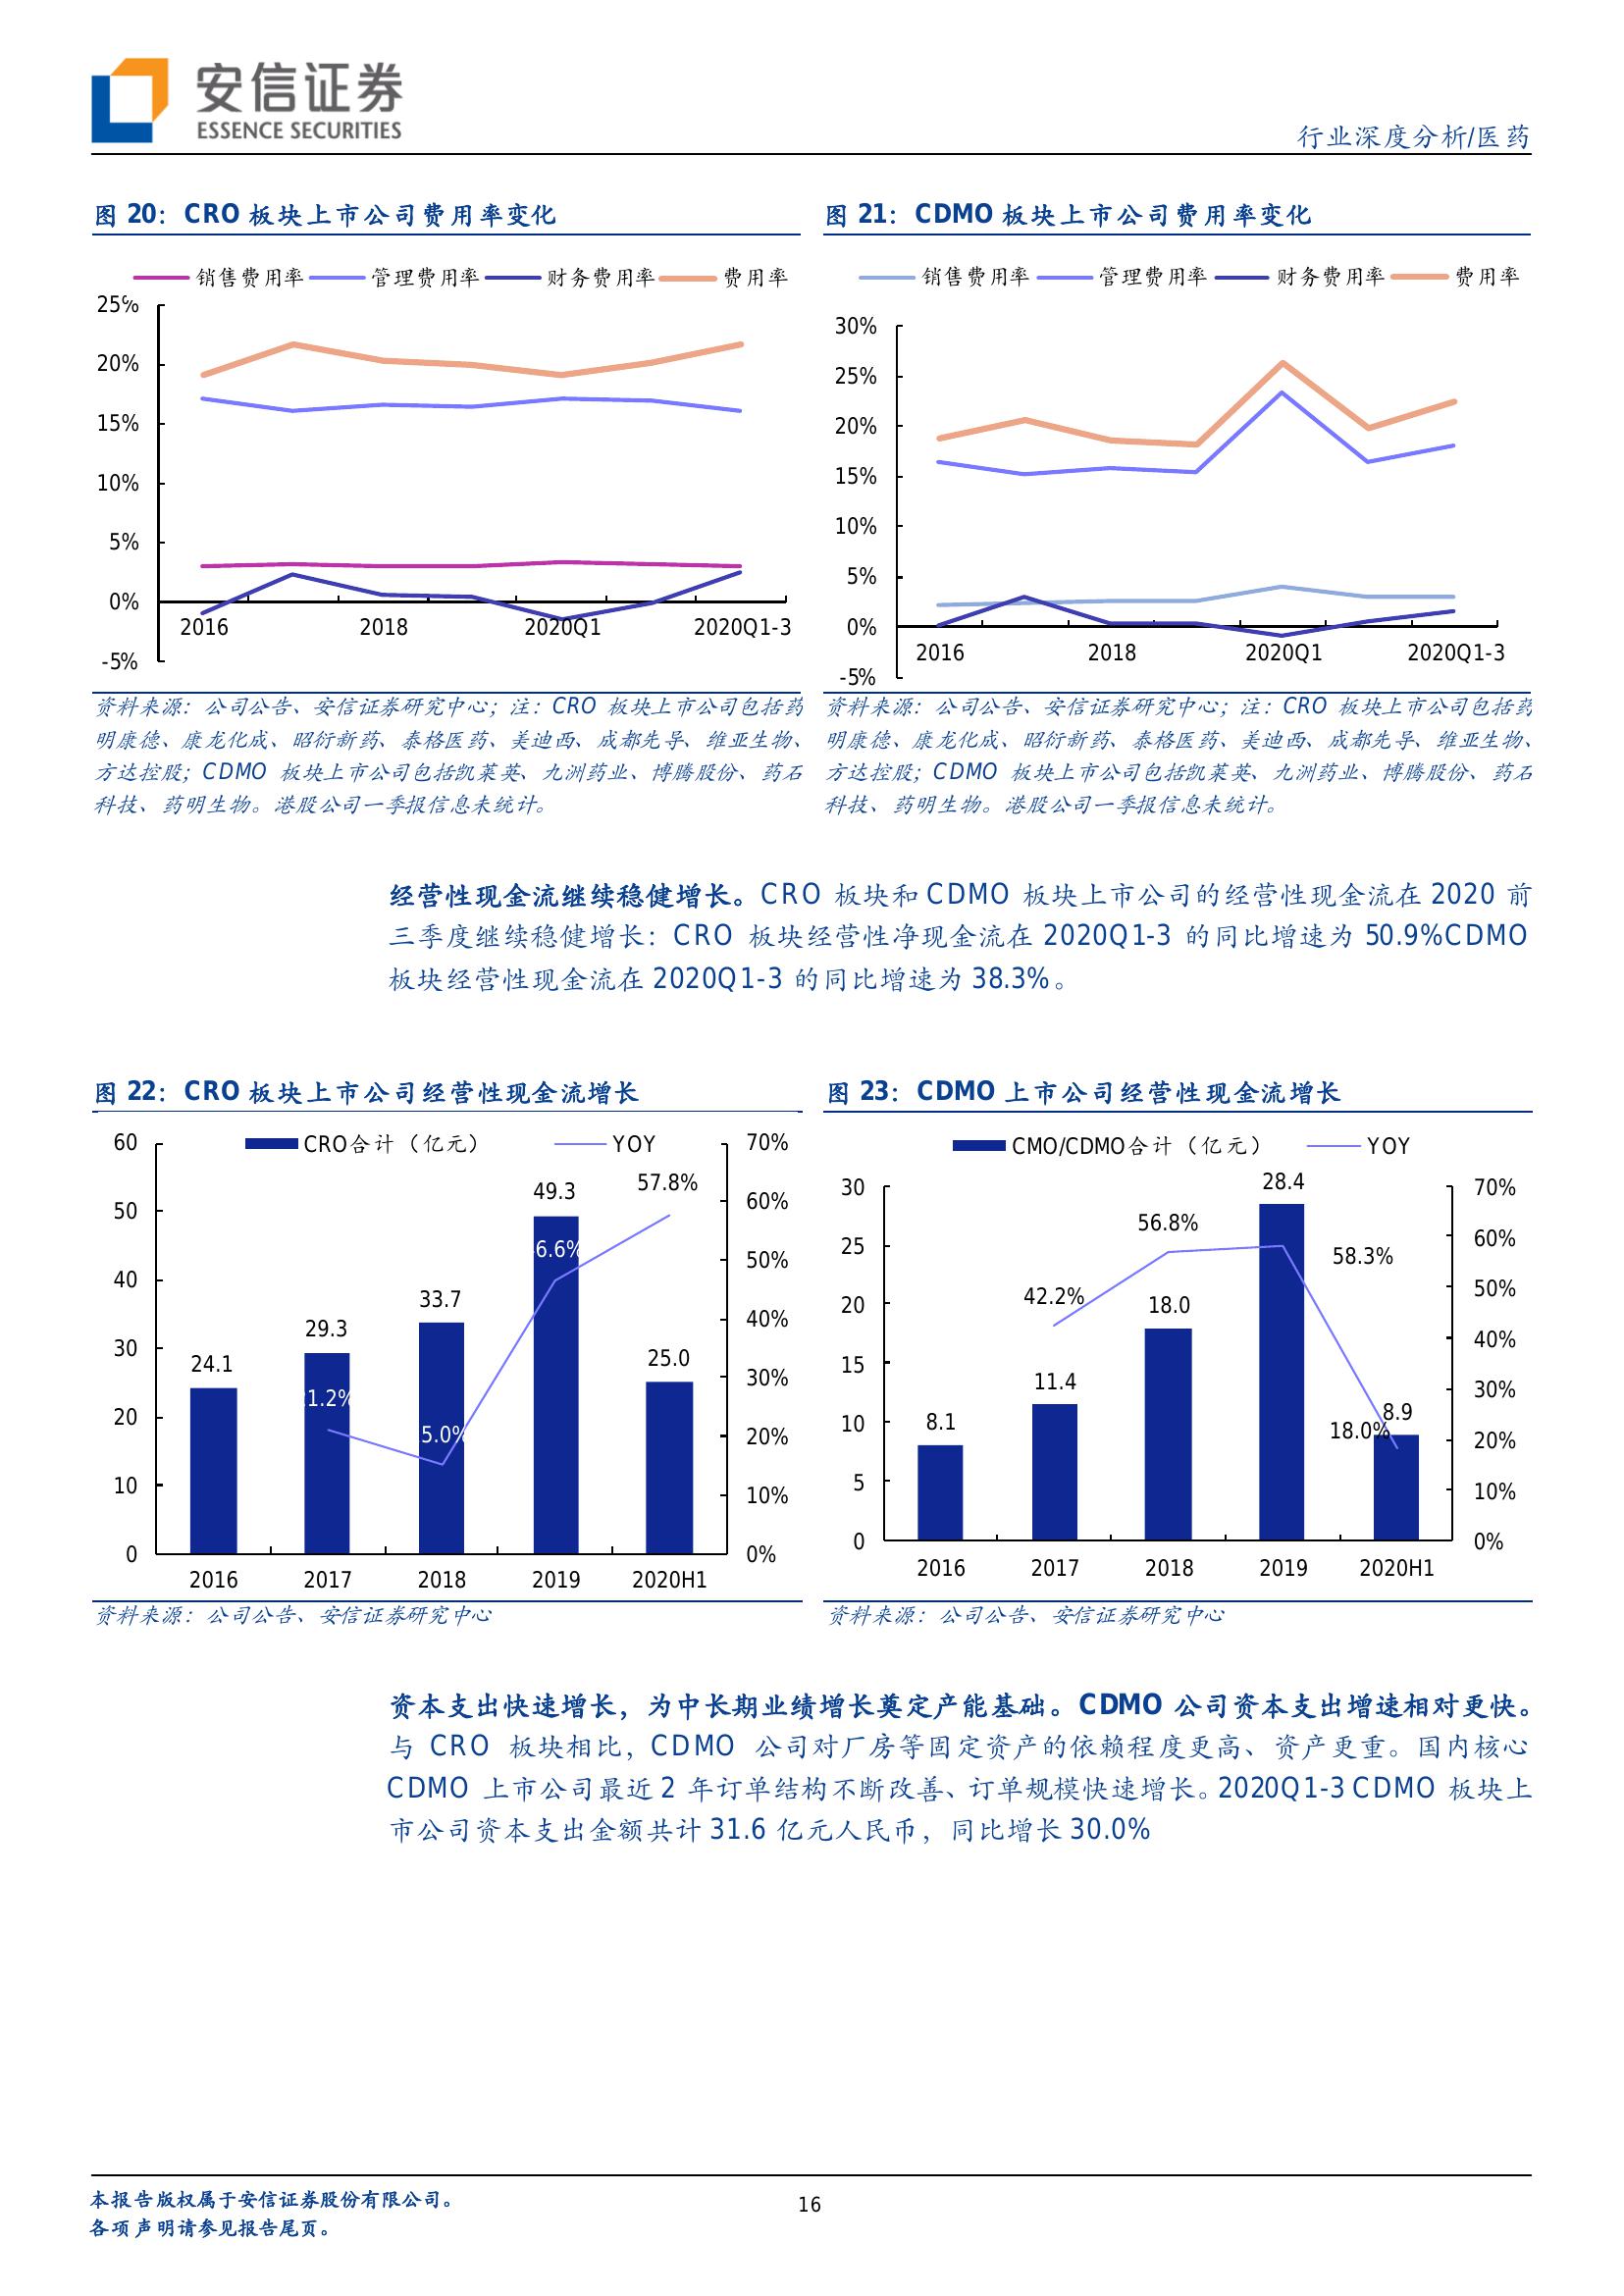 安信证券
ESSENCE SECURITIES
行业深度分析/医药
图 20：CRO 板块上市公司费用率变化
销售费用率 管理费用率 财务费用率 费用率
25%
20%
15%
10%
5%
0%
-5%
2016 2018 2020Q1 2020Q1-3
资料来源：公司公告、安信证券研究中心；注：CRO 板块上市公司包括药
明康德、康龙化成、昭衍新药、泰格医药、美迪西、成都先导、维亚生物、
方达控股；CDMO 板块上市公司包括凯莱英、九洲药业、博腾股份、药石
科技、药明生物。港股公司一季报信息未统计。
图 21：CDMO 板块上市公司费用率变化
销售费用率 管理费用率 财务费用率 费用率
30%
25%
20%
15%
10%
5%
0%
-5%
2016 2018 2020Q1 2020Q1-3
资料来源：公司公告、安信证券研究中心；注：CRO 板块上市公司包括药
明康德、康龙化成、昭衍新药、泰格医药、美迪西、成都先导、维亚生物、
方达控股；CDMO 板块上市公司包括凯莱英、九洲药业、博腾股份、药石
科技、药明生物。港股公司一季报信息未统计。
经营性现金流继续稳健增长。CRO 板块和 CDMO 板块上市公司的经营性现金流在 2020 前
三季度继续稳健增长：CRO 板块经营性净现金流在 2020Q1-3 的同比增速为 50.9%CDMO
板块经营性现金流在 2020Q1-3 的同比增速为 38.3%。
图 22：CRO 板块上市公司经营性现金流增长
CRO合计（亿元） YOY
60
50
40
30
20
10
0
24.1
29.3
33.7
49.3
25.0
1.2%
5.0%
6.6%
57.8%
70%
60%
50%
40%
30%
20%
10%
0%
2016 2017 2018 2019 2020H1
资料来源：公司公告、安信证券研究中心
图 23：CDMO 上市公司经营性现金流增长
CMO/CDMO合计（亿元） YOY
30
25
20
15
10
5
0
8.1
11.4
18.0
28.4
8.9
42.2%
56.8%
58.3%
18.0%
70%
60%
50%
40%
30%
20%
10%
0%
2016 2017 2018 2019 2020H1
资料来源：公司公告、安信证券研究中心
资本支出快速增长，为中长期业绩增长奠定产能基础。CDMO 公司资本支出增速相对更快。
与 CRO 板块相比，CDMO 公司对厂房等固定资产的依赖程度更高、资产更重。国内核心
CDMO 上市公司最近 2 年订单结构不断改善、订单规模快速增长。2020Q1-3 CDMO 板块上
市公司资本支出金额共计 31.6 亿元人民币，同比增长 30.0%
本报告版权属于安信证券股份有限公司。
各项声明请参见报告尾页。
16